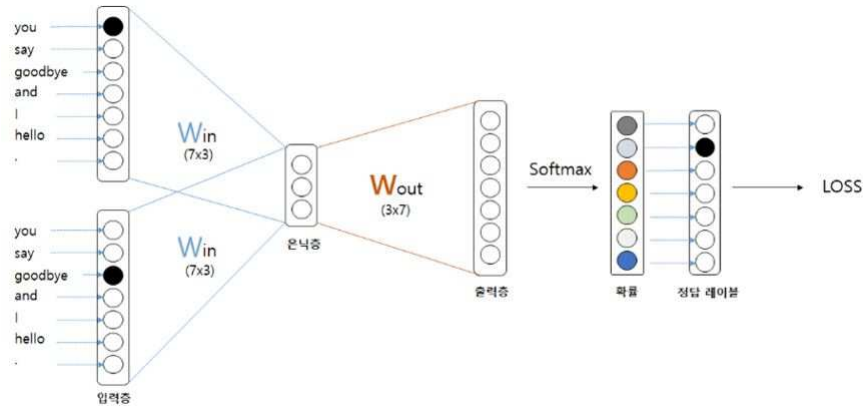 you
say
goodbye
and
I
hello
.
Win
(7x3)
you
say
goodbye
and
I
hello
.
입력층
Win
(7x3)
은닉층
Wout
(3x7)
출력층
Softmax
확률
정답 레이블
LOSS